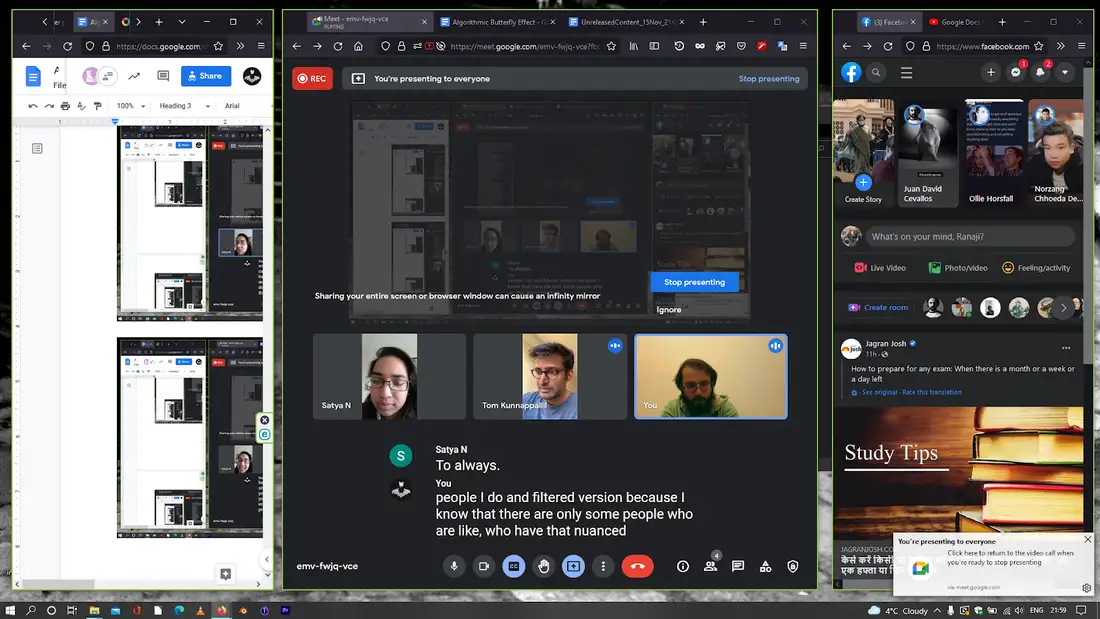 https://docs.google.com/
File
Share
100%
Heading 3
Arial
Meet - emv-fwjq-vce
PLAYING
Algorithmic Butterfly Effect - G
UnreleasedContent_15Nov_21
https://meet.google.com/emv-fwjq-vce?
REC
You're presenting to everyone
Stop presenting
Sharing your entire screen or browser window can cause an infinity mirror
Stop presenting
Ignore
Satya N
Tom Kunnappallil
You
S
Satya N
To always.
You
people I do and filtered version because I
know that there are only some people who
are like, who have that nuanced
emv-fwjq-vce
4
(3) Faceb
Google Docs
https://www.facebook.com
1
2
Create Story
Juan David
Cevallos
Ollie Horsfall
Norzang
Chhoeda De...
What's on your mind, Ranaji?
Live Video
Photo/video
Feeling/activity
Create room
Jagran Josh
11h
How to prepare for any exam: When there is a month or a week or
a day left
See original · Rate this translation
Study Tips
JAGRANJOSH.COM
You're presenting to everyone
Click here to return to the video call when
you're ready to stop presenting
via meet.google.com
4°C Cloudy
ENG
21:59